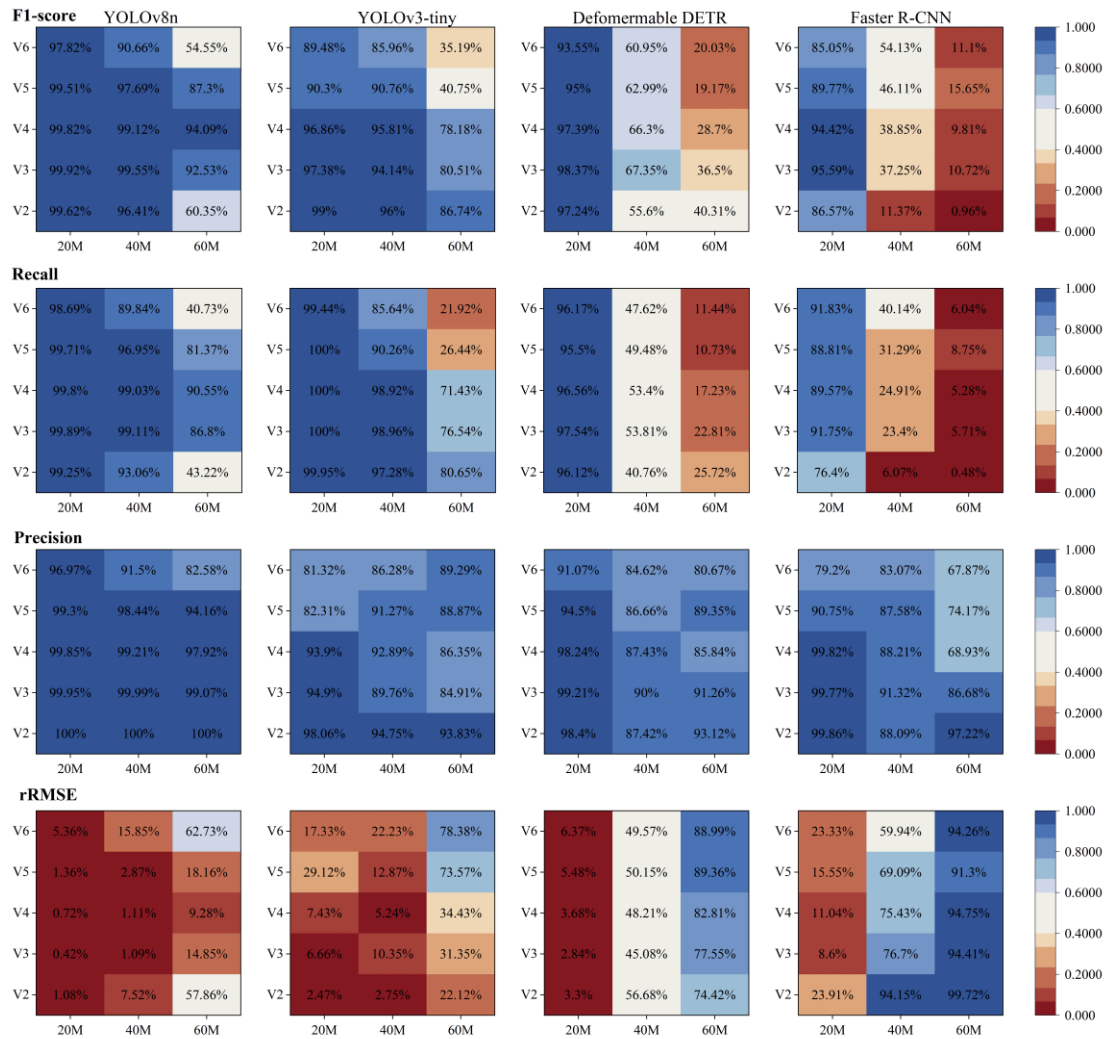 F1-score YOLOv8n YOLOv3-tiny Defomermable DETR Faster R-CNN
V6 97.82% 90.66% 54.55% 89.48% 85.96% 35.19% V6 93.55% 60.95% 20.03% V6 85.05% 54.13% 11.1% 1.000
V5 99.51% 97.69% 87.3% 90.3% 90.76% 40.75% V5 95% 62.99% 19.17% V5 89.77% 46.11% 15.65% 0.8000
V4 99.82% 99.12% 94.09% 96.86% 95.81% 78.18% V4 97.39% 66.3% 28.7% V4 94.42% 38.85% 9.81% 0.6000
V3 99.92% 99.55% 92.53% 97.38% 94.14% 80.51% V3 98.37% 67.35% 36.5% V3 95.59% 37.25% 10.72% 0.4000
V2 99.62% 96.41% 60.35% 99% 96% 86.74% V2 97.24% 55.6% 40.31% V2 86.57% 11.37% 0.96% 0.2000
0.000
20M 40M 60M 20M 40M 60M 20M 40M 60M 20M 40M 60M
Recall
V6 98.69% 89.84% 40.73% V6 99.44% 85.64% 21.92% V6 96.17% 47.62% 11.44% V6 91.83% 40.14% 6.04% 1.000
V5 99.71% 96.95% 81.37% V5 100% 90.26% 26.44% V5 95.5% 49.48% 10.73% V5 88.81% 31.29% 8.75% 0.8000
V4 99.8% 99.03% 90.55% V4 100% 98.92% 71.43% V4 96.56% 53.4% 17.23% V4 89.57% 24.91% 5.28% 0.6000
V3 99.89% 99.11% 86.8% V3 100% 98.96% 76.54% V3 97.54% 53.81% 22.81% V3 91.75% 23.4% 5.71% 0.4000
V2 99.25% 93.06% 43.22% V2 99.95% 97.28% 80.65% V2 96.12% 40.76% 25.72% V2 76.4% 6.07% 0.48% 0.2000
0.000
20M 40M 60M 20M 40M 60M 20M 40M 60M 20M 40M 60M
Precision
V6 96.97% 91.5% 82.58% V6 81.32% 86.28% 89.29% V6 91.07% 84.62% 80.67% V6 79.2% 83.07% 67.87% 1.000
V5 99.3% 98.44% 94.16% V5 82.31% 91.27% 88.87% V5 94.5% 86.66% 89.35% V5 90.75% 87.58% 74.17% 0.8000
V4 99.85% 99.21% 97.92% V4 93.9% 92.89% 86.35% V4 98.24% 87.43% 85.84% V4 99.82% 88.21% 68.93% 0.6000
V3 99.95% 99.99% 99.07% V3 94.9% 89.76% 84.91% V3 99.21% 90% 91.26% V3 99.77% 91.32% 86.68% 0.4000
V2 100% 100% 100% V2 98.06% 94.75% 93.83% V2 98.4% 87.42% 93.12% V2 99.86% 88.09% 97.22% 0.2000
0.000
20M 40M 60M 20M 40M 60M 20M 40M 60M 20M 40M 60M
rRMSE
V6 5.36% 15.85% 62.73% V6 17.33% 22.23% 78.38% V6 6.37% 49.57% 88.99% V6 23.33% 59.94% 94.26% 1.000
V5 1.36% 2.87% 18.16% V5 29.12% 12.87% 73.57% V5 5.48% 50.15% 89.36% V5 15.55% 69.09% 91.3% 0.8000
V4 0.72% 1.11% 9.28% V4 7.43% 5.24% 34.43% V4 3.68% 48.21% 82.81% V4 11.04% 75.43% 94.75% 0.6000
V3 0.42% 1.09% 14.85% V3 6.66% 10.35% 31.35% V3 2.84% 45.08% 77.55% V3 8.6% 76.7% 94.41% 0.4000
V2 1.08% 7.52% 57.86% V2 2.47% 2.75% 22.12% V2 3.3% 56.68% 74.42% V2 23.91% 94.15% 99.72% 0.2000
0.000
20M 40M 60M 20M 40M 60M 20M 40M 60M 20M 40M 60M